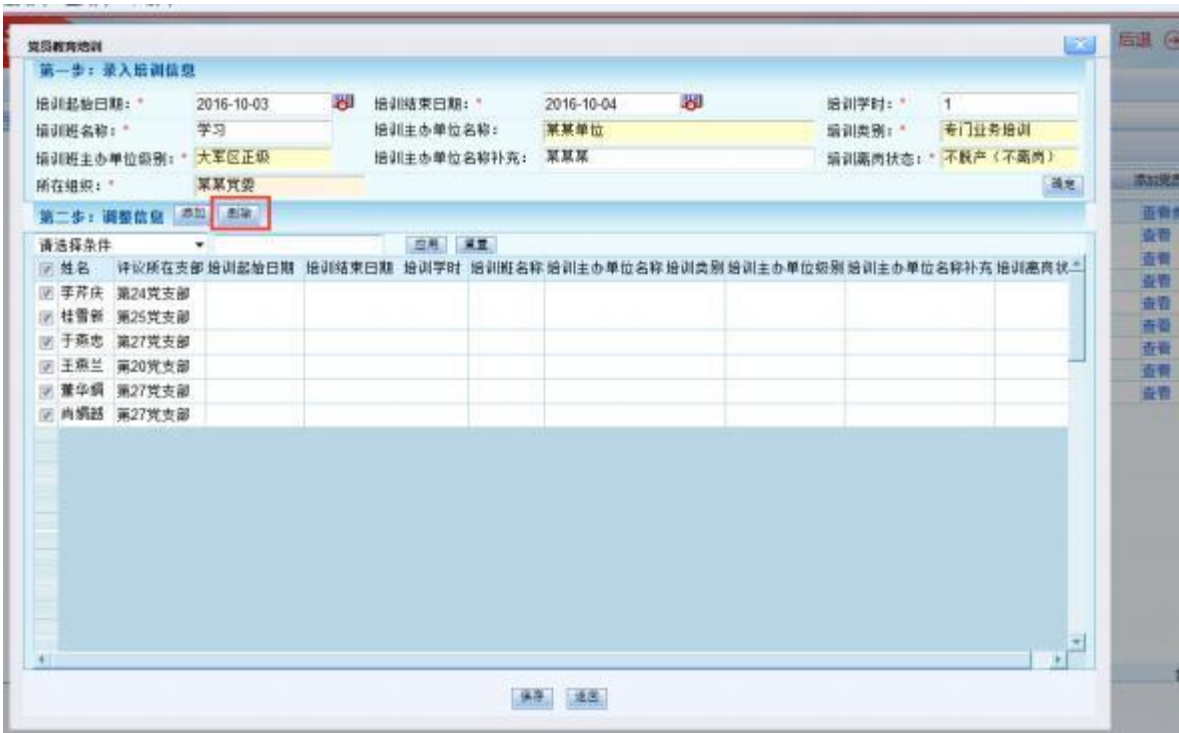 党员教育培训
后退
第一步：录入培训信息
培训起始日期：* 2016-10-03 培训结束日期：* 2016-10-04 培训学时：* 1
培训班名称：* 学习 培训主办单位名称： 某某单位 培训类别：* 专门业务培训
培训班主办单位级别：* 大军区正级 培训主办单位名称补充： 某某某 培训离岗状态：* 不脱产（不离岗）
所在组织：* 某某党委 确定
添加党员
第二步：调整信息 添加 删除
请选择条件 应用 重置
姓名 评议所在支部 培训起始日期 培训结束日期 培训学时 培训班名称 培训主办单位名称 培训类别 培训主办单位级别 培训主办单位名称补充 培训离岗状
李芹庆 第24党支部
桂雪新 第25党支部
于燕忠 第27党支部
王燕兰 第20党支部
董华娟 第27党支部
肖娟越 第27党支部
查看
查看
查看
查看
查看
查看
查看
查看
查看
保存 返回